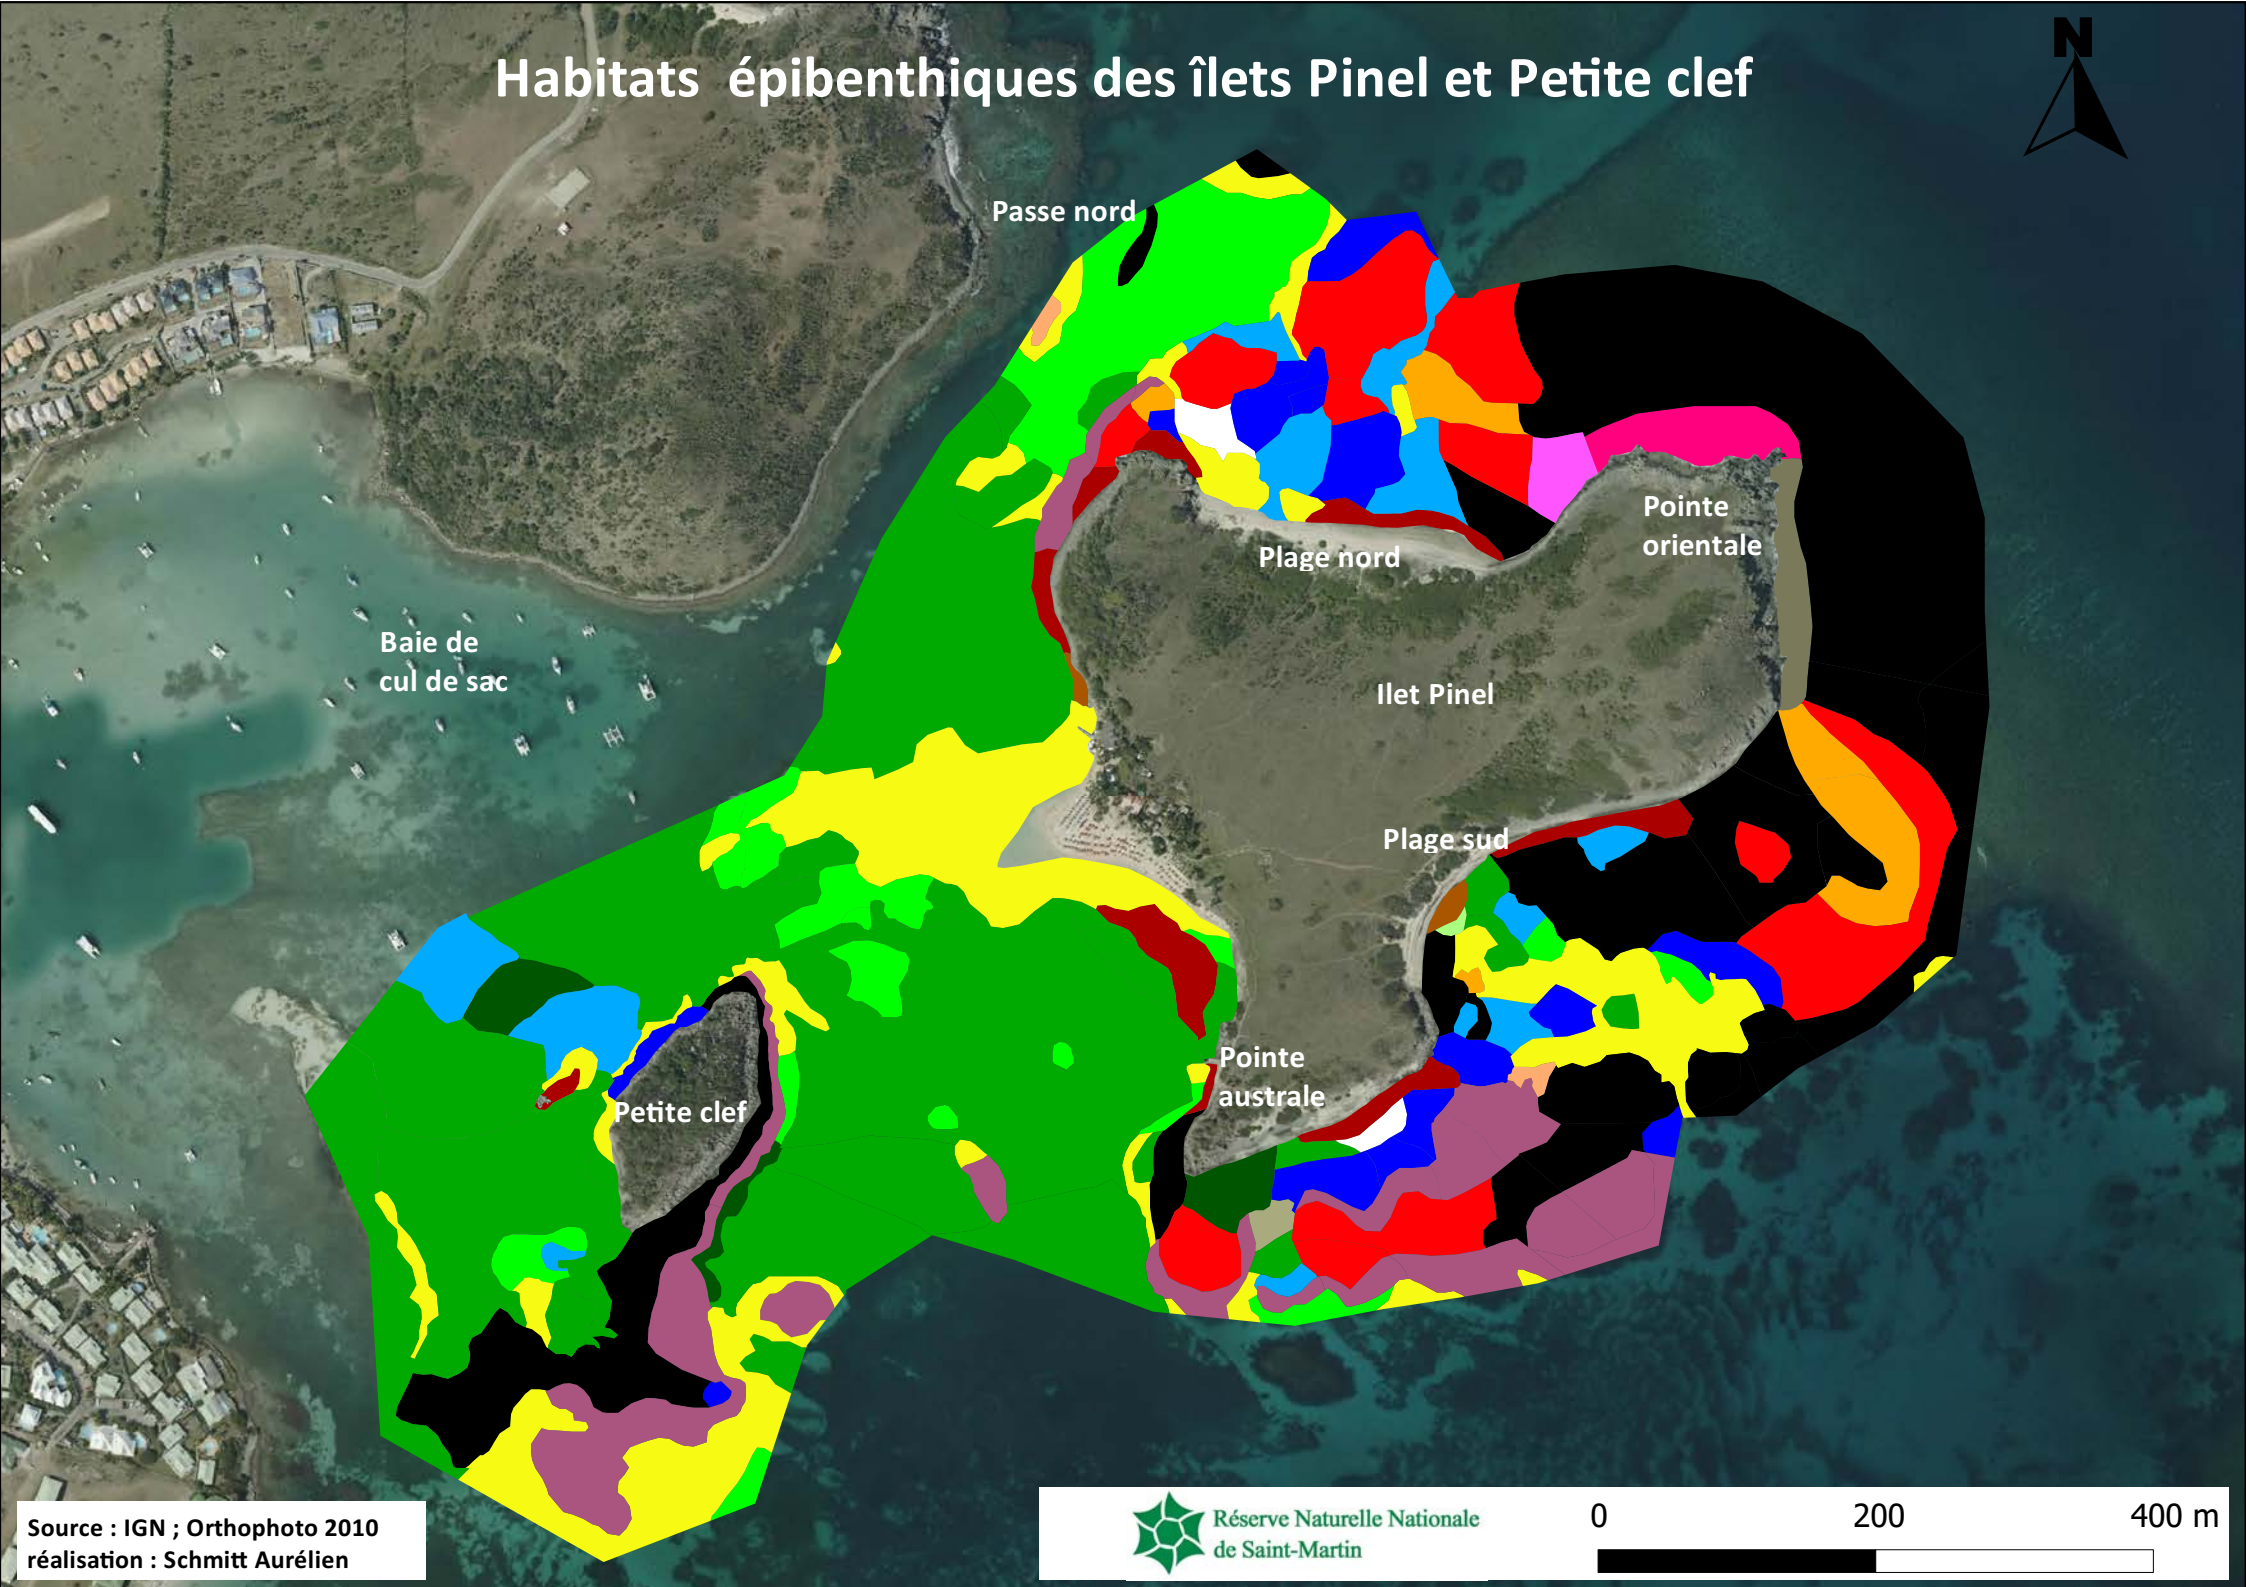 Habitats épibenthiques des îlets Pinel et Petite clef
N
Passe nord
Pointe
orientale
Plage nord
Baie de
cul de sac
Ilet Pinel
Plage sud
Pointe
australe
Petite clef
Source : IGN ; Orthophoto 2010
réalisation : Schmitt Aurélien
Réserve Naturelle Nationale
de Saint-Martin
0 200 400 m